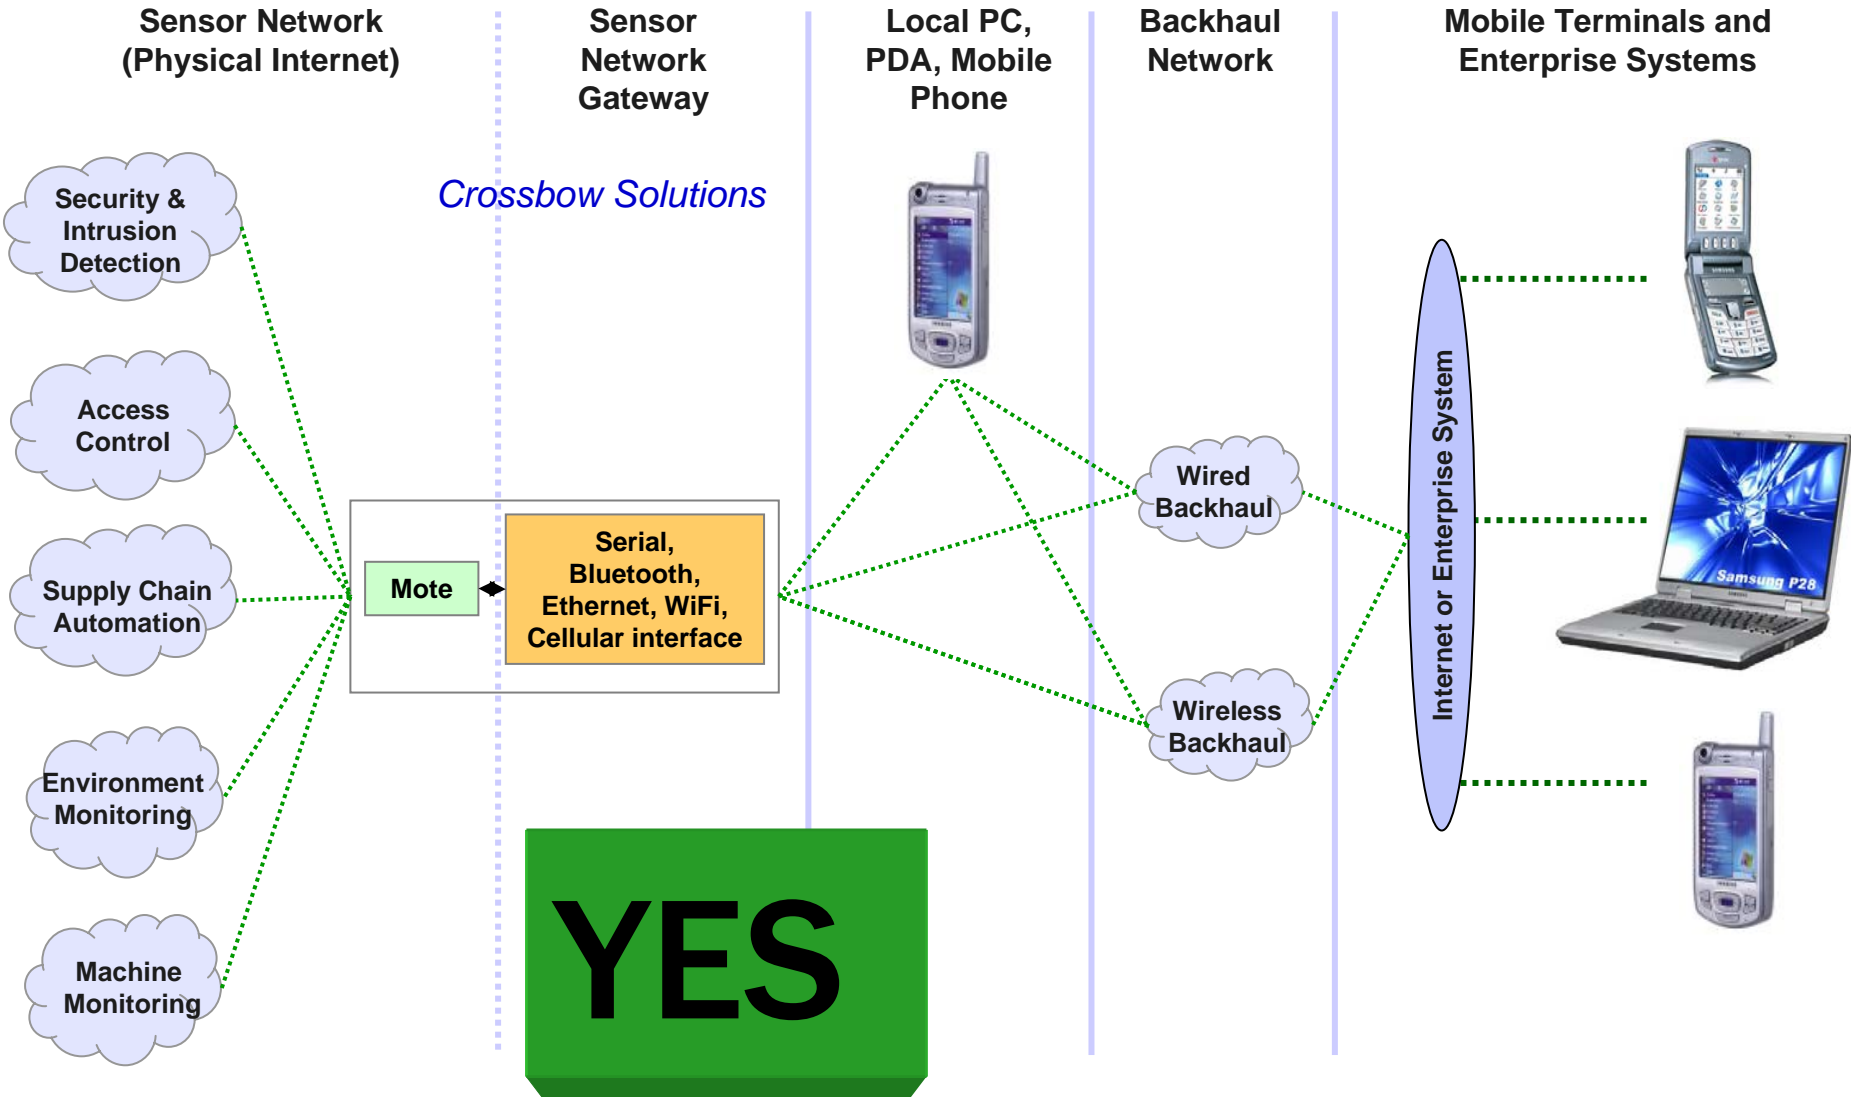 Sensor Network
(Physical Internet)
Sensor
Network
Gateway
Local PC,
PDA, Mobile
Phone
Backhaul
Network
Mobile Terminals and
Enterprise Systems
Crossbow Solutions
Security &
Intrusion
Detection
Access
Control
Supply Chain
Automation
Environment
Monitoring
Machine
Monitoring
Mote
Serial,
Bluetooth,
Ethernet, WiFi,
Cellular interface
Wired
Backhaul
Wireless
Backhaul
Internet or Enterprise System
Samsung P28
YES